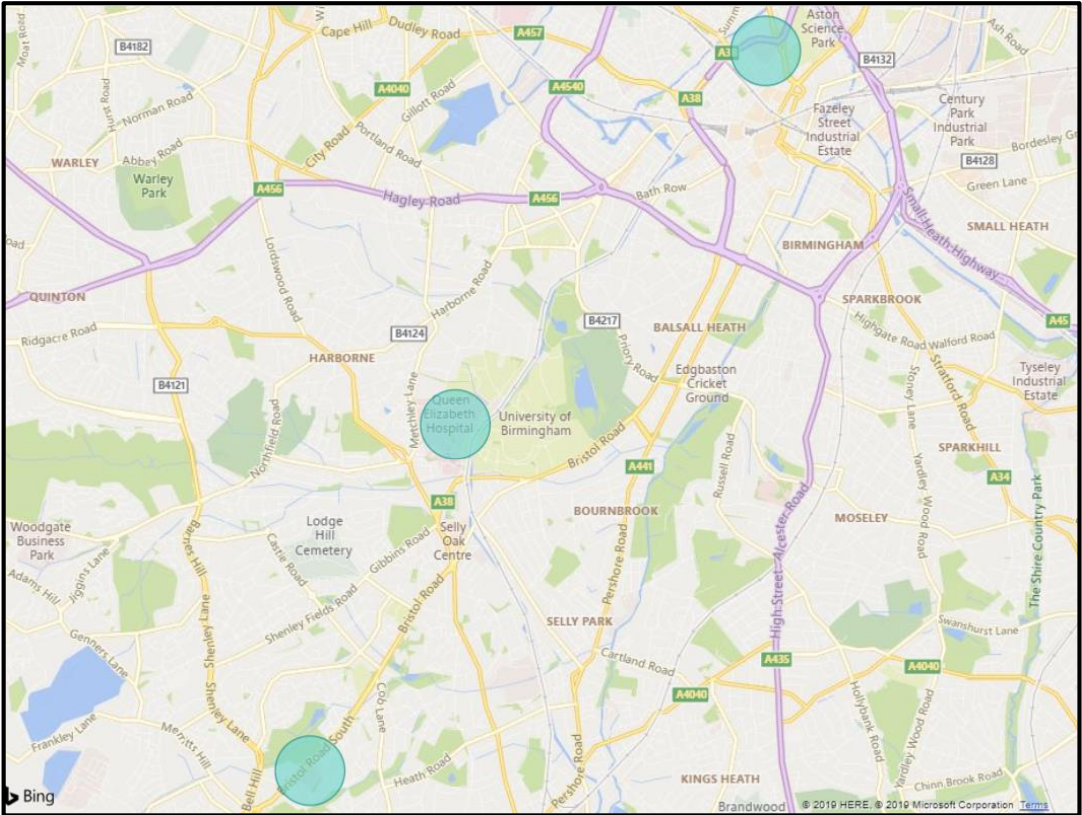 Moat Road
B4182
Cape Hill
Dudley Road
A457
Summ
A38
Aston
Science
Park
B4132
Ash Road
Hurst Road
Norman Road
A4040
Gillott Road
A4540
A38
Fazeley
Street
Industrial
Estate
Century
Park
Industrial
Park
Bordesley Gr
WARLEY
Abbey Road
Warley
Park
City Road
Portland Road
B4128
Green Lane
A456
Hagley Road
A456
Bath Row
Small Heath Highway
SMALL HEATH
oad
Lordswood Road
BIRMINGHAM
QUINTON
Harborne Road
SPARKBROOK
Ridgacre Road
B4124
B4217
BALSALL HEATH
Highgate Road
Walford Road
A45
HARBORNE
Priory Road
Edgbaston
Cricket
Ground
Stratford Road
Tyseley
Industrial
Estate
B4121
Metchley Lane
Queen
Elizabeth
Hospital
University of
Birmingham
Stoney Lane
Northfield Road
Bristol Road
Russell Road
SPARKHILL
A441
A34
A38
Yardley Wood Road
Woodgate
Business
Park
Lodge
Hill
Cemetery
Selly
Oak
Centre
BOURNBROOK
MOSELEY
Barnes Hill
Castle Road
Gibbins Road
Pershore Road
High Street
Alcester Road
The Shire Country Park
Adams Hill
Jiggins Lane
Shenley Lane
Shenley Fields Road
Bristol Road
SELLY PARK
Swanshurst Lane
Genners Lane
Cartland Road
A435
A4040
Shenley Lane
Cob Lane
A4040
Hollybank Road
Yardley Wood Road
Frankley Lane
Merritts Hill
Bristol Road South
Pershore Road
Bell Hill
Heath Road
KINGS HEATH
Chinn Brook Road
Bing
Brandwood
© 2019 HERE, © 2019 Microsoft Corporation Terms